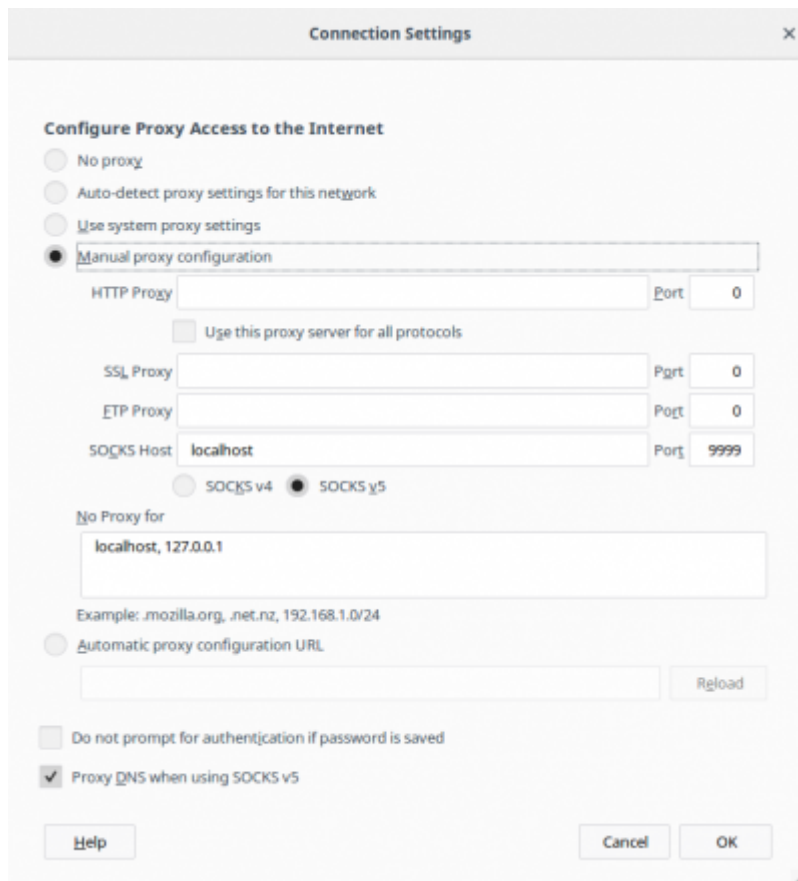 Connection Settings
Configure Proxy Access to the Internet
No proxy
Auto-detect proxy settings for this network
Use system proxy settings
Manual proxy configuration
HTTP Proxy Port 0
Use this proxy server for all protocols
SSL Proxy Port 0
FTP Proxy Port 0
SOCKS Host localhost Port 9999
SOCKS v4 SOCKS v5
No Proxy for
localhost, 127.0.0.1
Example: .mozilla.org, .net.nz, 192.168.1.0/24
Automatic proxy configuration URL
Reload
Do not prompt for authentication if password is saved
Proxy DNS when using SOCKS v5
Help Cancel OK